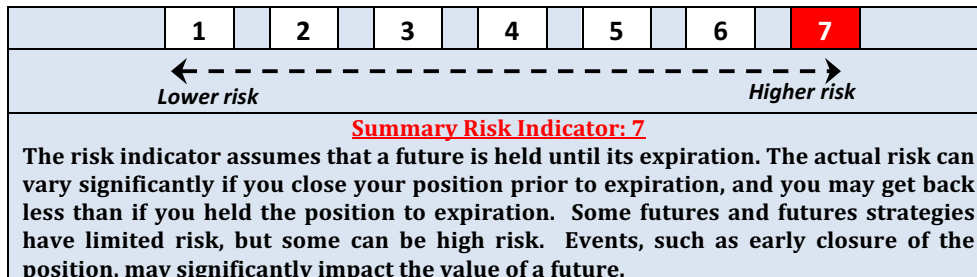 1 2 3 4 5 6 7
Lower risk Higher risk
Summary Risk Indicator: 7
The risk indicator assumes that a future is held until its expiration. The actual risk can
vary significantly if you close your position prior to expiration, and you may get back
less than if you held the position to expiration. Some futures and futures strategies
have limited risk, but some can be high risk. Events, such as early closure of the
position, may significantly impact the value of a future.